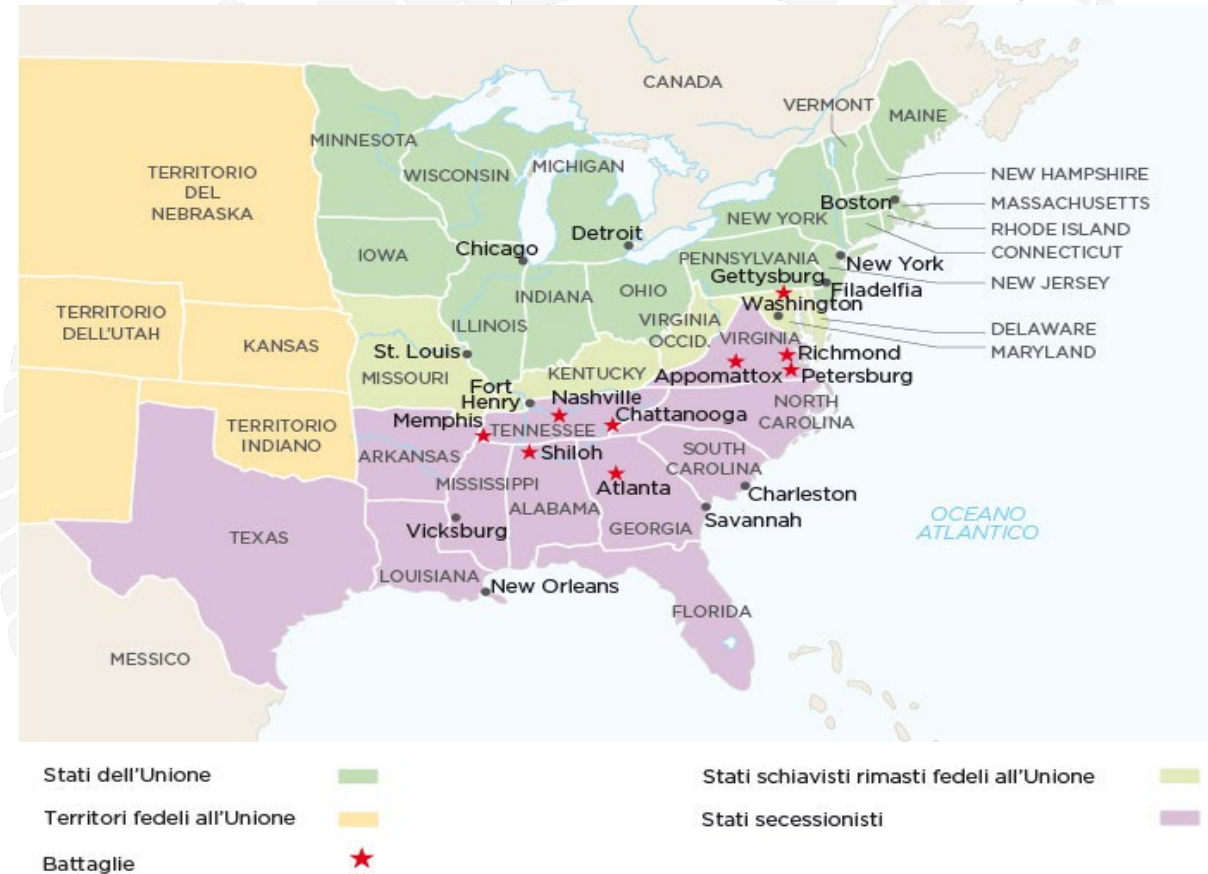 CANADA
VERMONT
MAINE
MINNESOTA
WISCONSIN
MICHIGAN
TERRITORIO
DEL
NEBRASKA
NEW HAMPSHIRE
Boston
MASSACHUSETTS
NEW YORK
RHODE ISLAND
Detroit
CONNECTICUT
Chicago
IOWA
PENNSYLVANIA
New York
Gettysburg
NEW JERSEY
INDIANA
OHIO
Filadelfia
Washington
TERRITORIO
DELL'UTAH
ILLINOIS
VIRGINIA
OCCID.
VIRGINIA
DELAWARE
MARYLAND
KANSAS
St. Louis
Richmond
MISSOURI
KENTUCKY
Appomattox
Petersburg
Fort
Henry
Nashville
NORTH
CAROLINA
Memphis
Chattanooga
TERRITORIO
INDIANO
TENNESSEE
ARKANSAS
Shiloh
SOUTH
CAROLINA
MISSISSIPPI
Atlanta
Charleston
ALABAMA
Savannah
OCEANO
ATLANTICO
Vicksburg
GEORGIA
TEXAS
LOUISIANA
New Orleans
FLORIDA
MESSICO
Stati dell'Unione
Stati schiavisti rimasti fedeli all'Unione
Territori fedeli all'Unione
Stati secessionisti
Battaglie